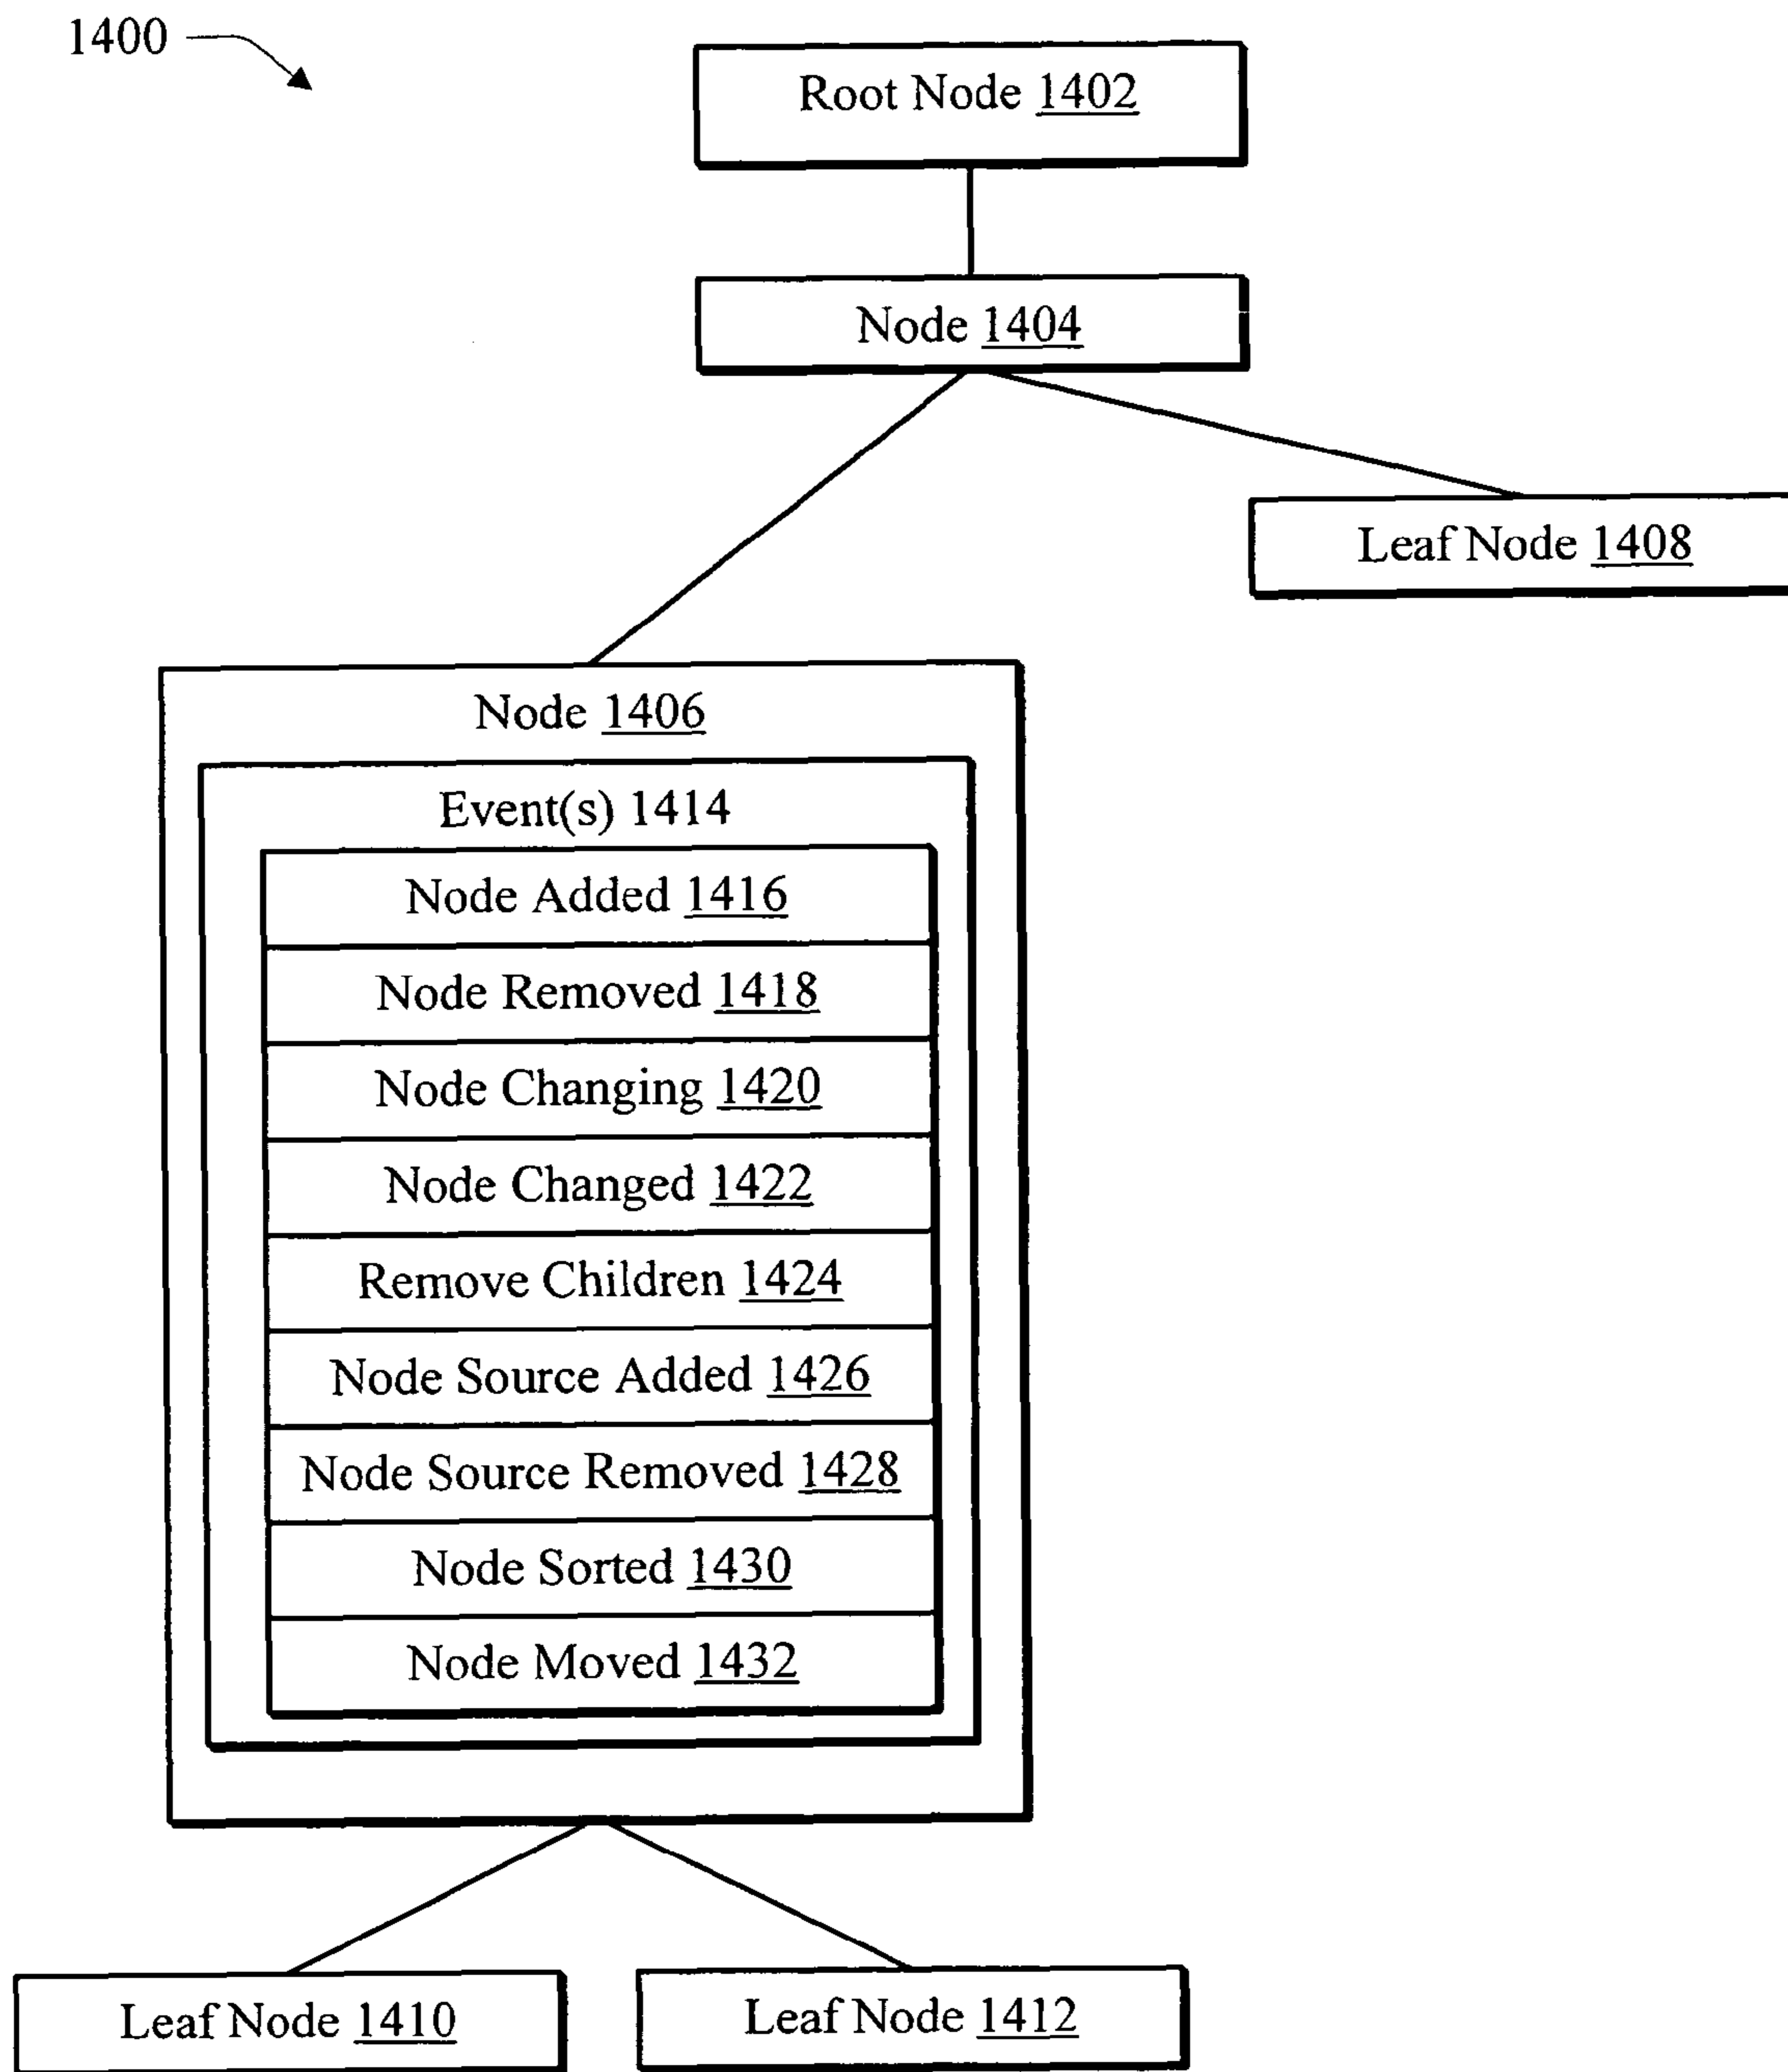 1400
Root Node 1402
Node 1404
Leaf Node 1408
Node 1406
Event(s) 1414
Node Added 1416
Node Removed 1418
Node Changing 1420
Node Changed 1422
Remove Children 1424
Node Source Added 1426
Node Source Removed 1428
Node Sorted 1430
Node Moved 1432
Leaf Node 1410
Leaf Node 1412